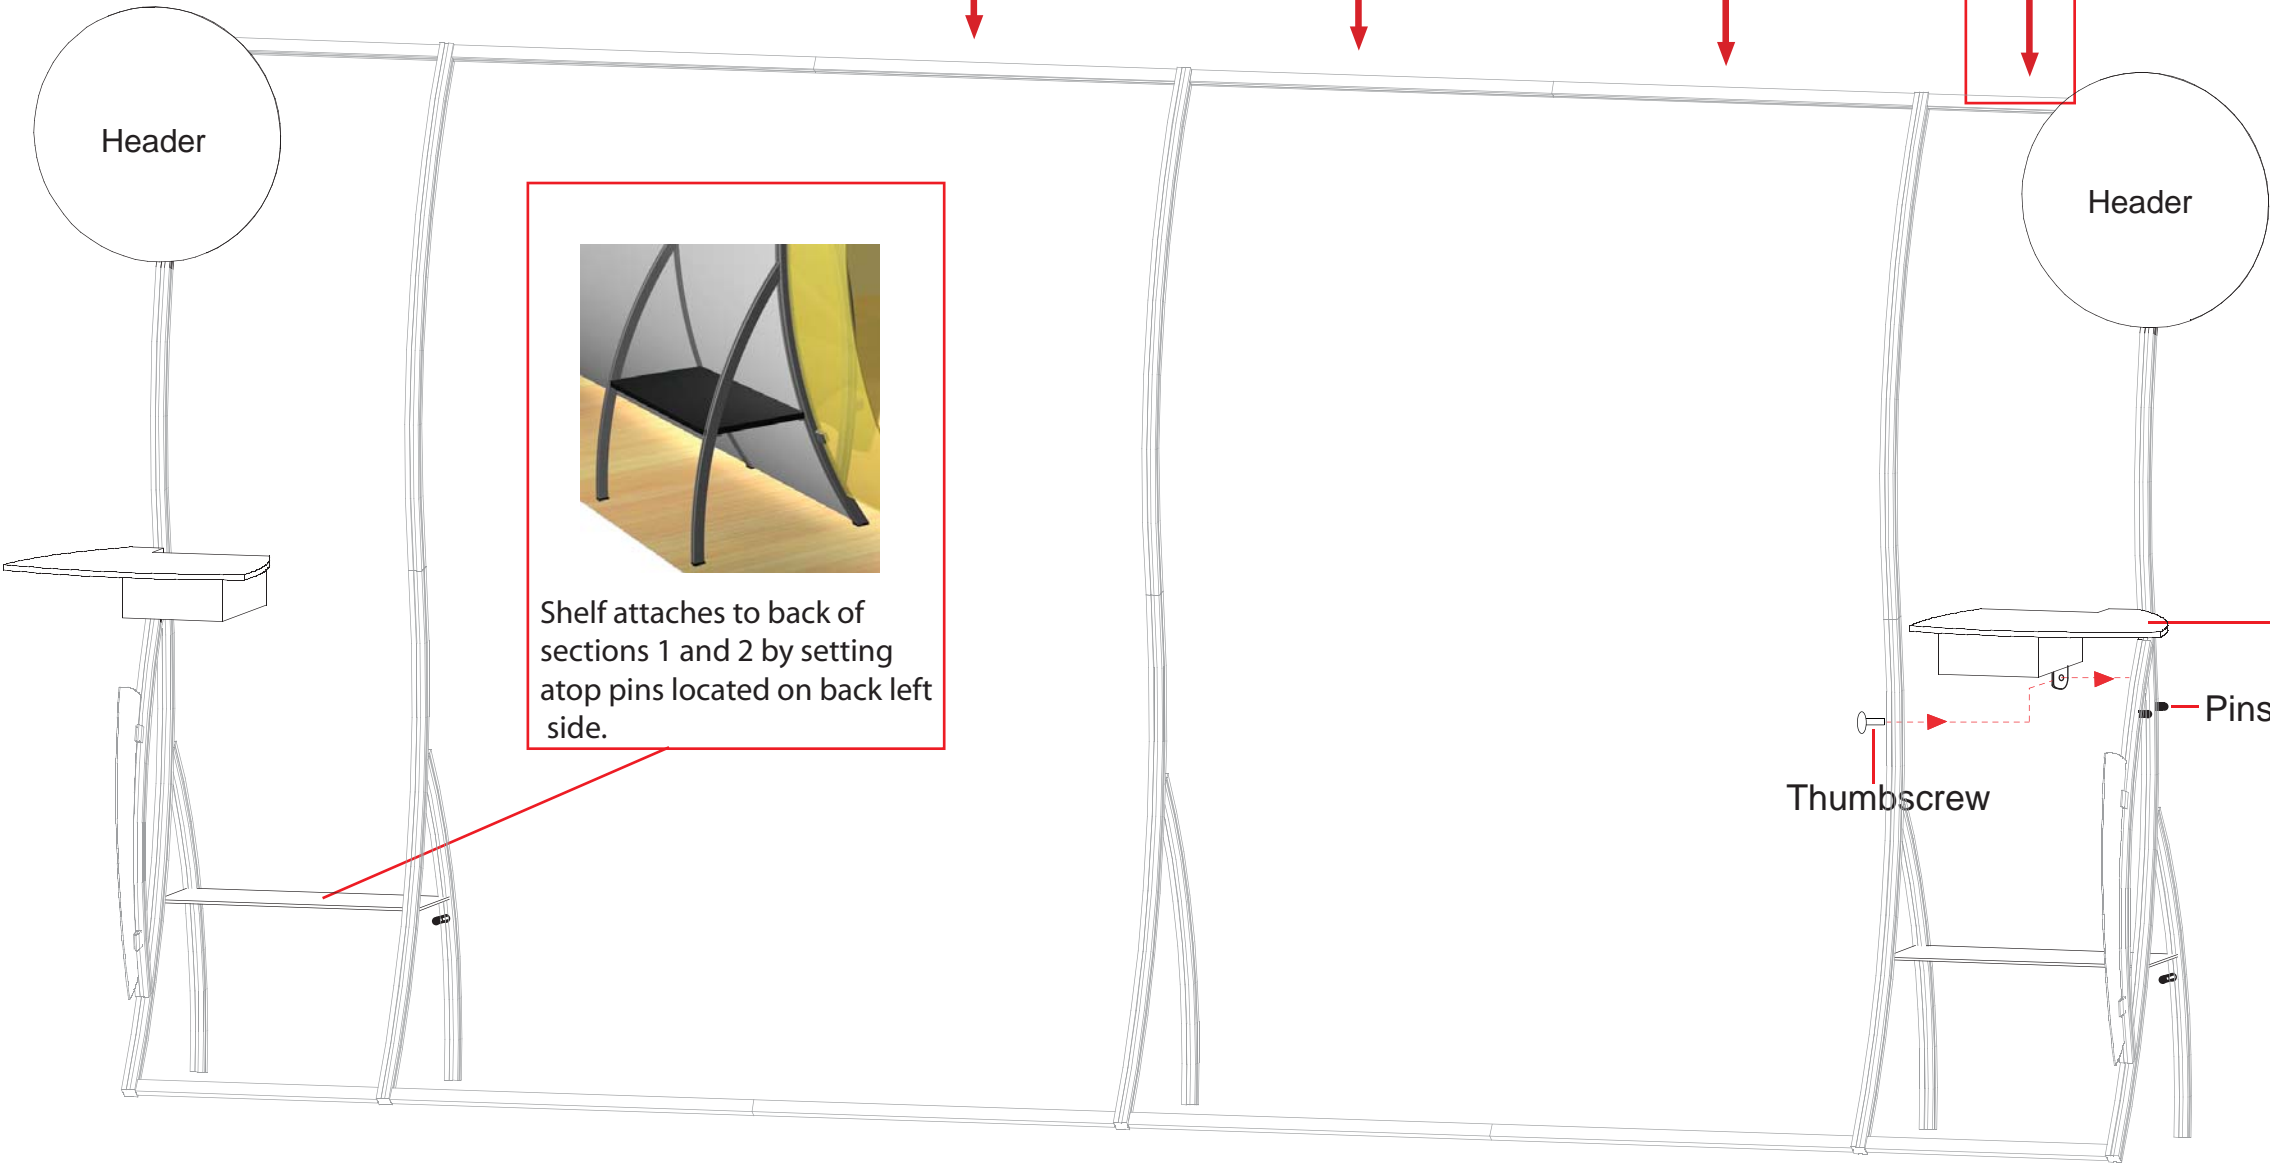 Header
Header
Shelf attaches to back of
sections 1 and 2 by setting
atop pins located on back left
side.
Pins
Thumbscrew